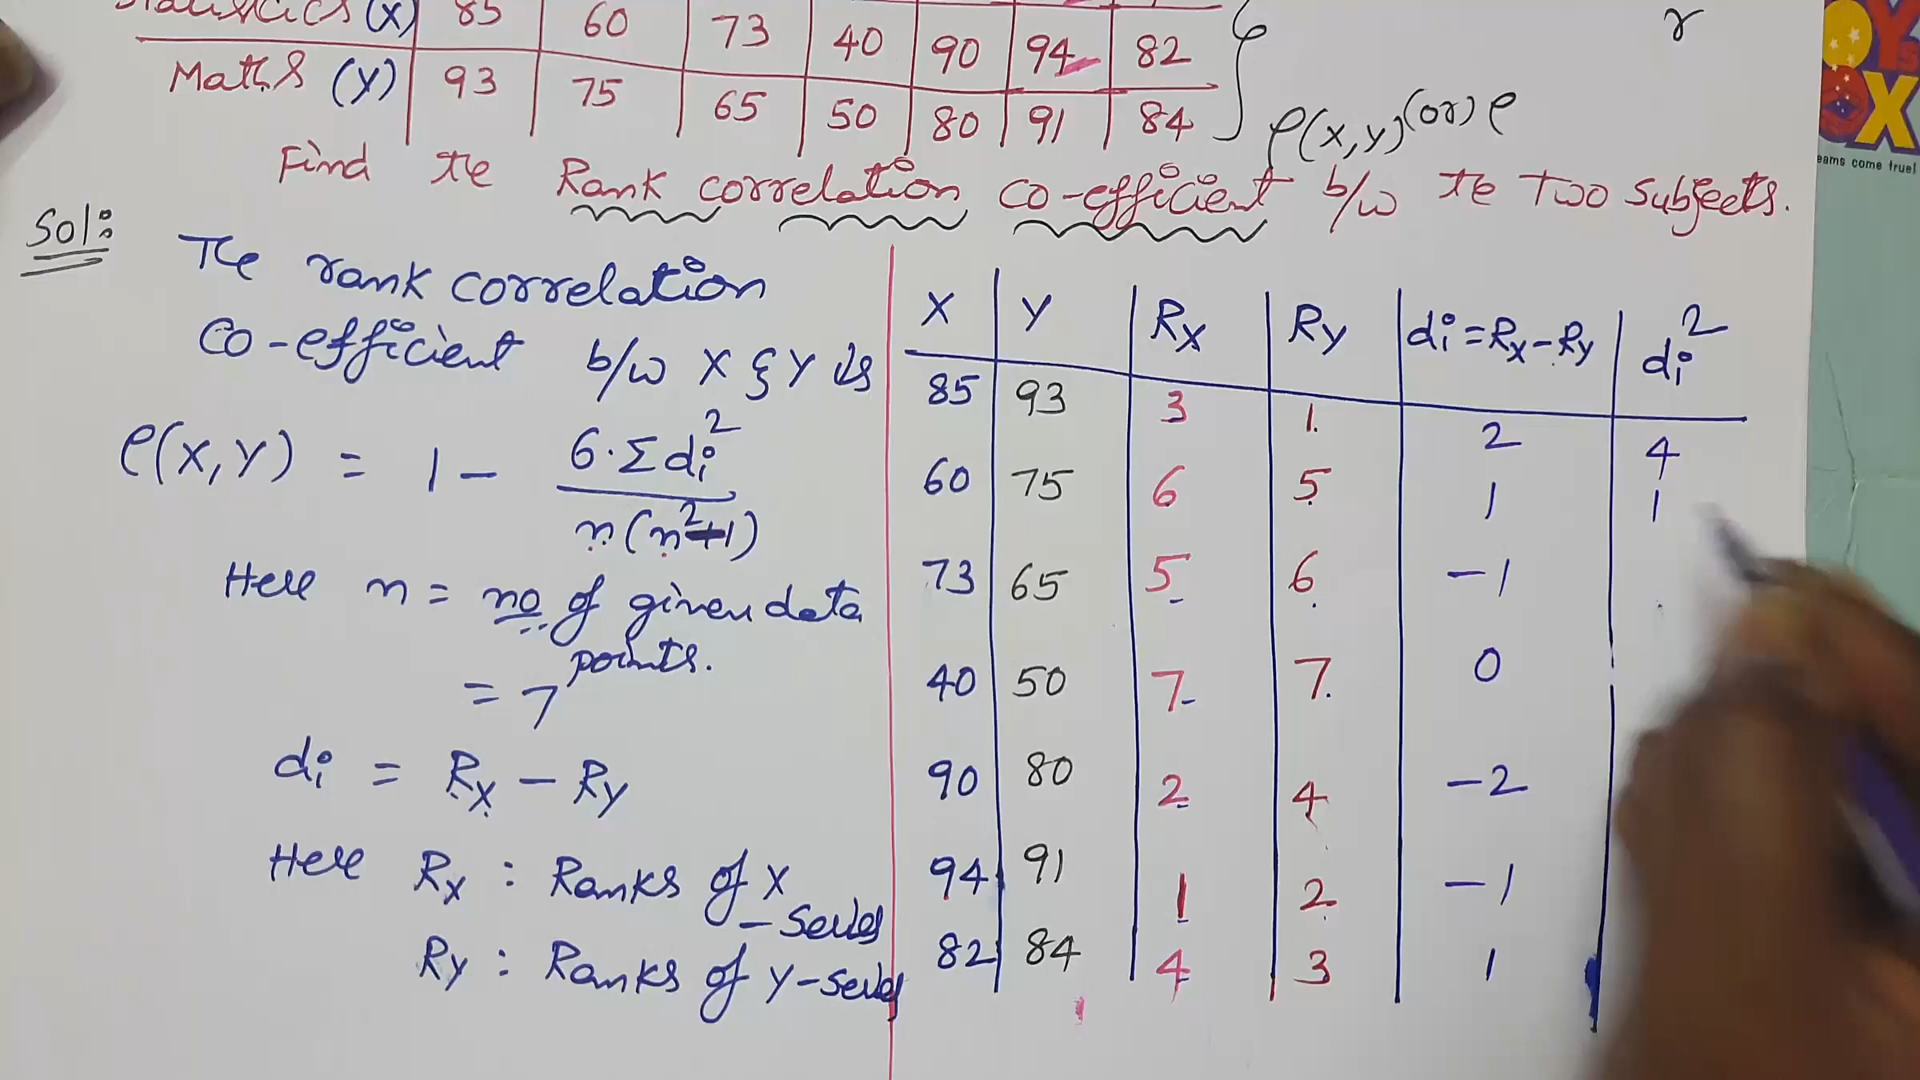 Statistics (X) 85 60 73 40 90 94 82
Maths (Y) 93 75 65 50 80 91 84
r
ρ(X,Y) (or) ρ
Find the Rank correlation co-efficient b/w the Two subjects.
Sol:
The rank correlation
co-efficient b/w X & Y is
ρ(X,Y) = 1 - 6·Σdi² / n(n²-1)
Here n = no of given data
points.
= 7
di = Rx - Ry
Here Rx : Ranks of X
- series
Ry : Ranks of Y-series
X Y Rx Ry di = Rx - Ry di²
85 93 3 1 2 4
60 75 6 5 1 1
73 65 5 6 -1
40 50 7 7 0
90 80 2 4 -2
94 91 1 2 -1
82 84 4 3 1
eams come true!